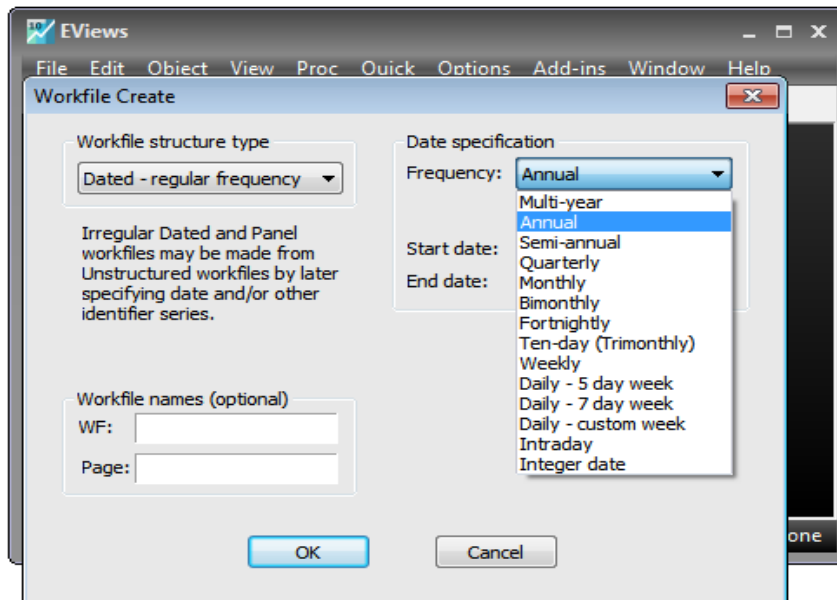 10
EViews
File Edit Object View Proc Quick Options Add-ins Window Help
Workfile Create
Workfile structure type
Dated - regular frequency
Irregular Dated and Panel
workfiles may be made from
Unstructured workfiles by later
specifying date and/or other
identifier series.
Date specification
Frequency: Annual
Multi-year
Annual
Semi-annual
Quarterly
Monthly
Bimonthly
Fortnightly
Ten-day (Trimonthly)
Weekly
Daily - 5 day week
Daily - 7 day week
Daily - custom week
Intraday
Integer date
Start date:
End date:
Workfile names (optional)
WF:
Page:
OK Cancel
one